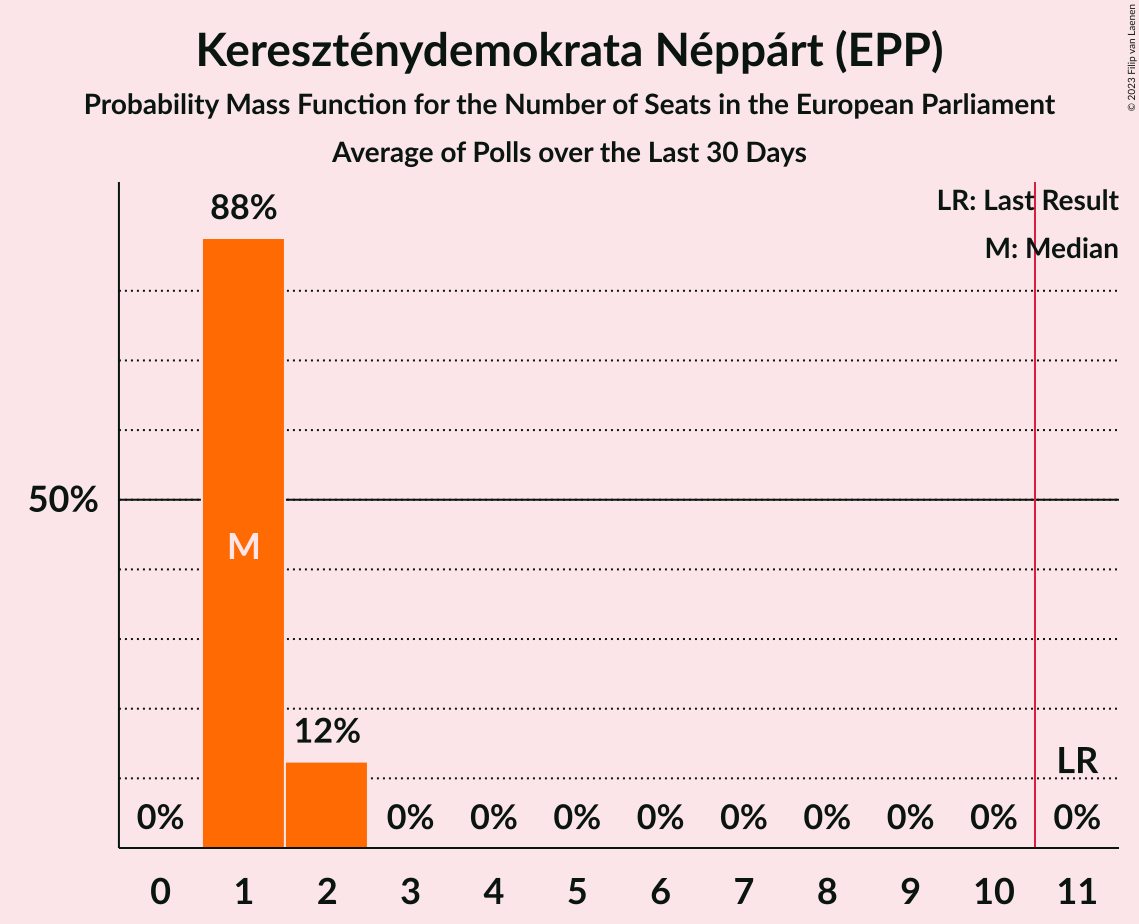 Kereszténydemokrata Néppárt (EPP)
Probability Mass Function for the Number of Seats in the European Parliament
Average of Polls over the Last 30 Days
© 2023 Filip van Laenen
LR: Last Result
M: Median
88%
50%
M
12%
LR
0% 0% 0% 0% 0% 0% 0% 0% 0% 0%
0 1 2 3 4 5 6 7 8 9 10 11